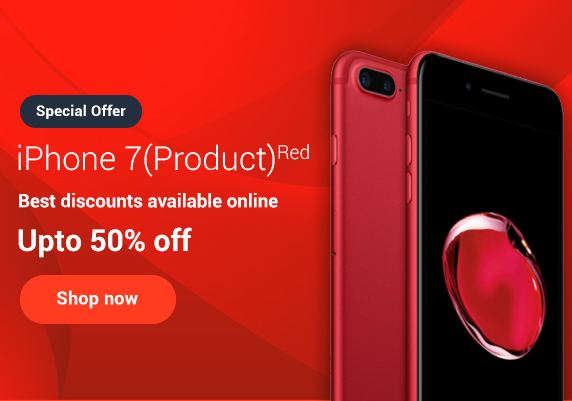 Special Offer
iPhone 7(Product)Red
Best discounts available online
Upto 50% off
Shop now